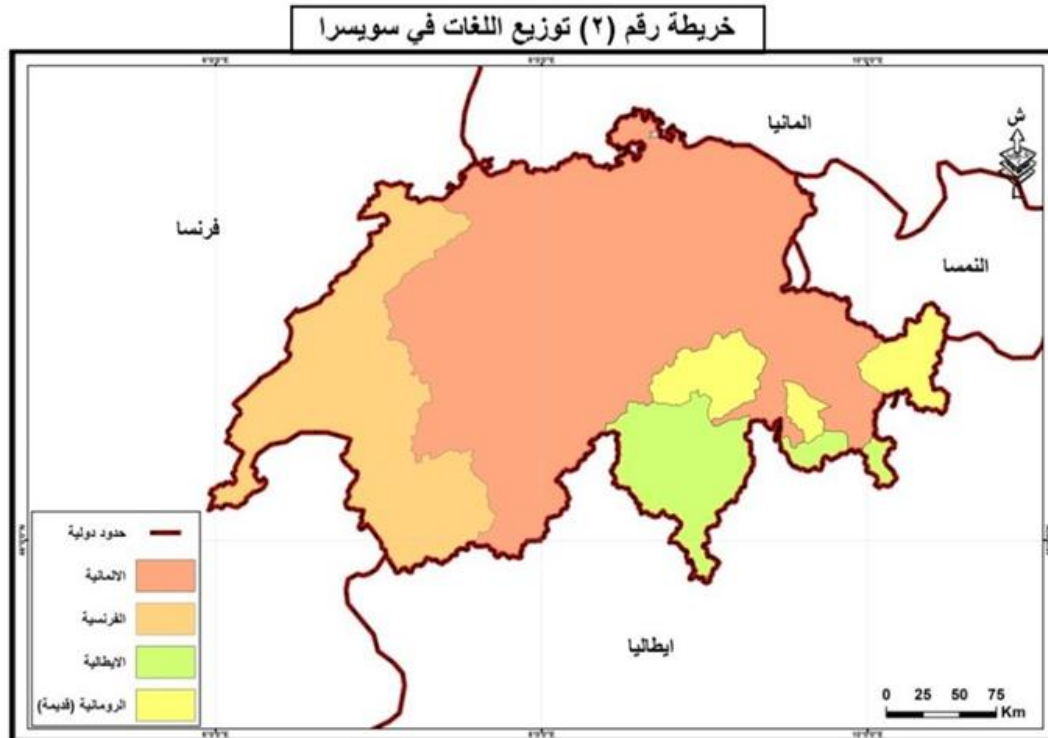 خريطة رقم (٢) توزيع اللغات في سويسرا
المانيا
ش
فرنسا
النمسا
ايطاليا
حدود دولية
الالمانية
الفرنسية
الايطالية
الرومانية (قديمة)
0 25 50 75
Km